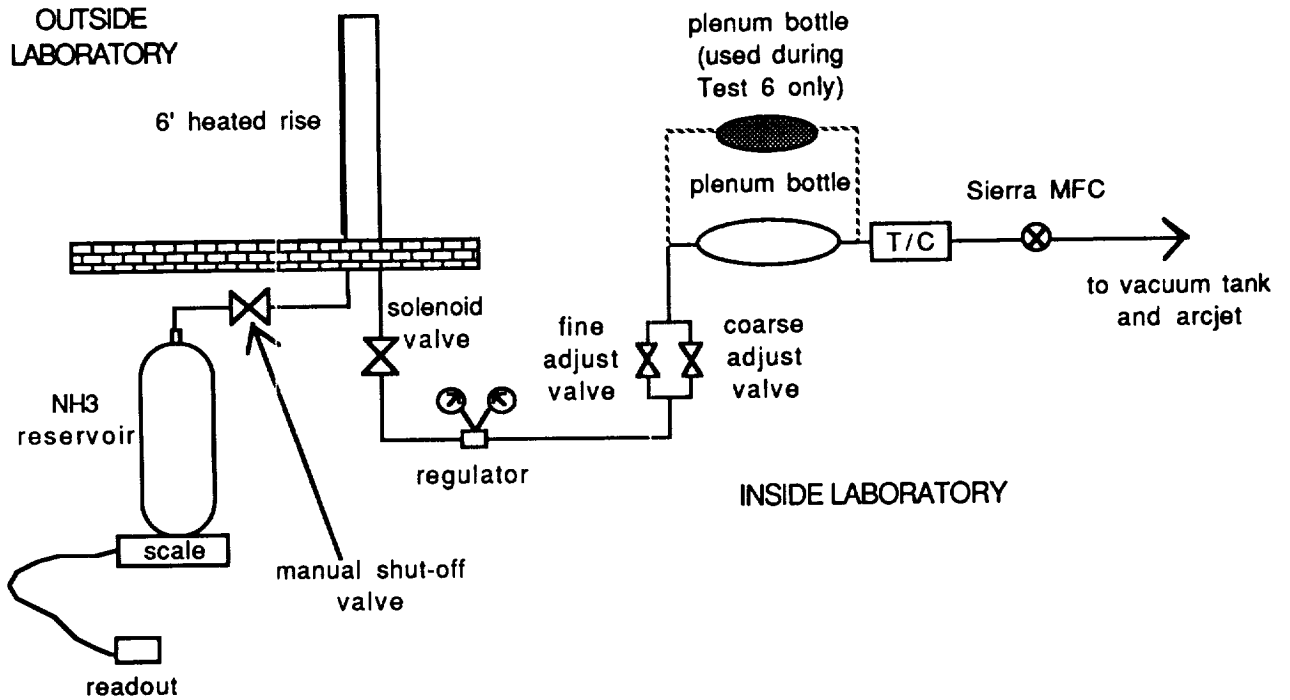 OUTSIDE
LABORATORY
6' heated rise
plenum bottle
(used during
Test 6 only)
plenum bottle
Sierra MFC
T/C
to vacuum tank
and arcjet
solenoid
valve
fine
adjust
valve
coarse
adjust
valve
NH3
reservoir
regulator
INSIDE LABORATORY
scale
manual shut-off
valve
readout